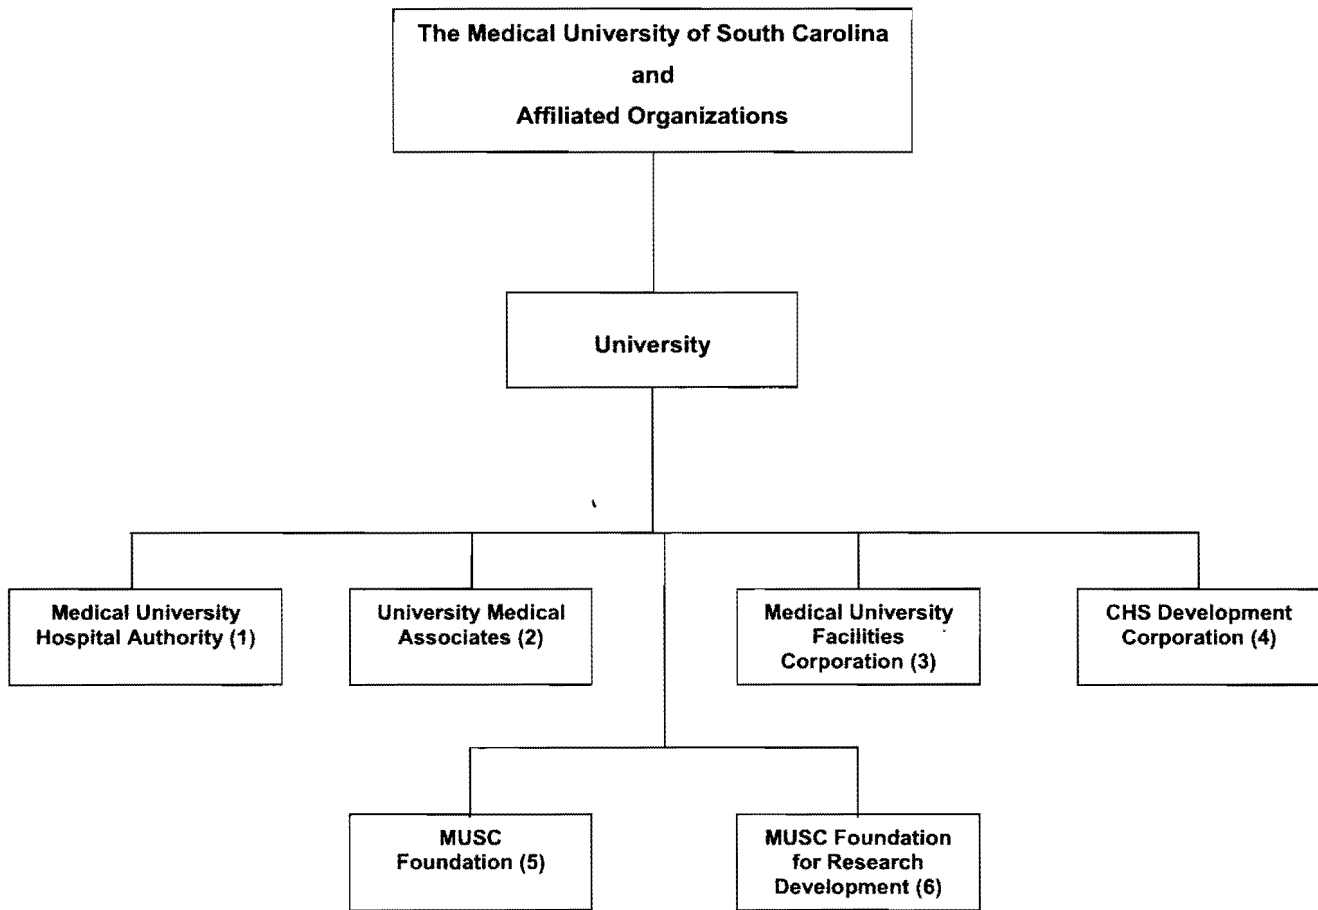 The Medical University of South Carolina
and
Affiliated Organizations
University
Medical University
Hospital Authority (1)
University Medical
Associates (2)
Medical University
Facilities
Corporation (3)
CHS Development
Corporation (4)
MUSC
Foundation (5)
MUSC Foundation
for Research
Development (6)